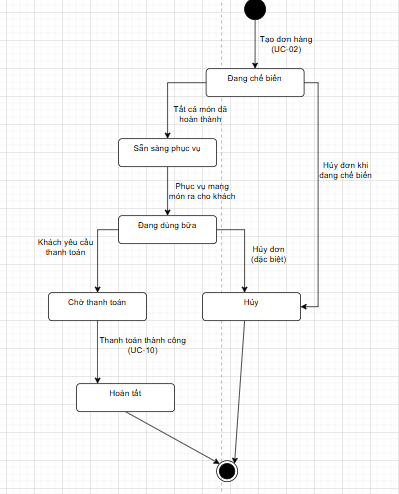 Tạo đơn hàng
(UC-02)
Đang chế biến
Tất cả món đã
hoàn thành
Sẵn sàng phục vụ
Hủy đơn khi
đang chế biến
Phục vụ mang
món ra cho khách
Đang dùng bữa
Khách yêu cầu
thanh toán
Hủy đơn
(đặc biệt)
Chờ thanh toán
Hủy
Thanh toán thành công
(UC-10)
Hoàn tất